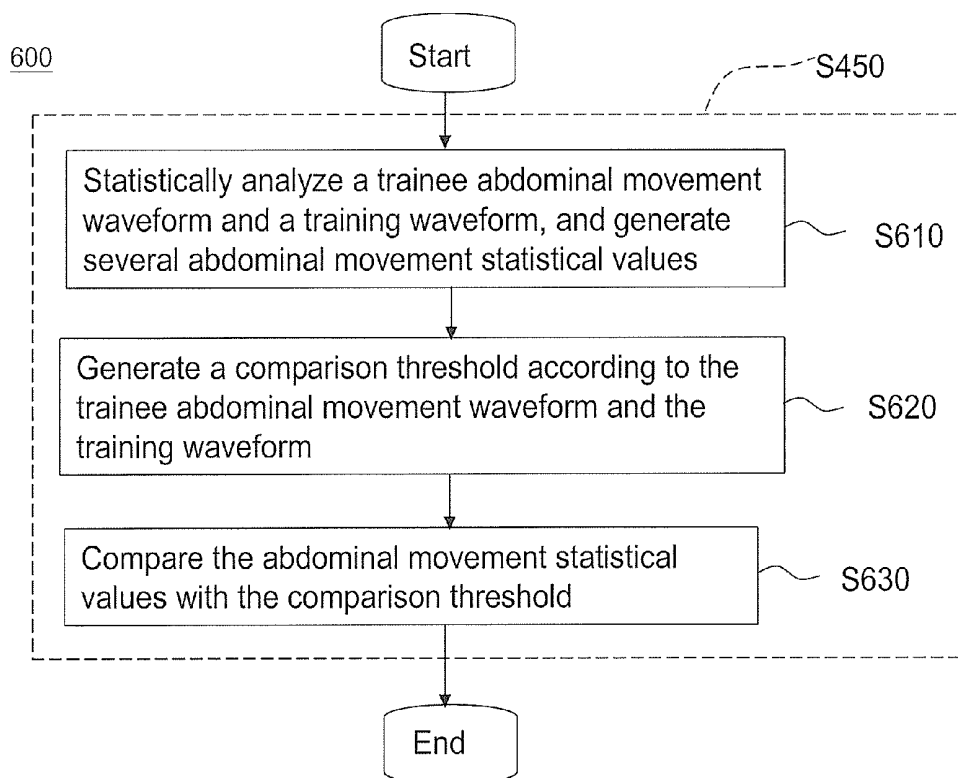 600
Start
S450
Statistically analyze a trainee abdominal movement
waveform and a training waveform, and generate
several abdominal movement statistical values
S610
Generate a comparison threshold according to the
trainee abdominal movement waveform and the
training waveform
S620
Compare the abdominal movement statistical
values with the comparison threshold
S630
End